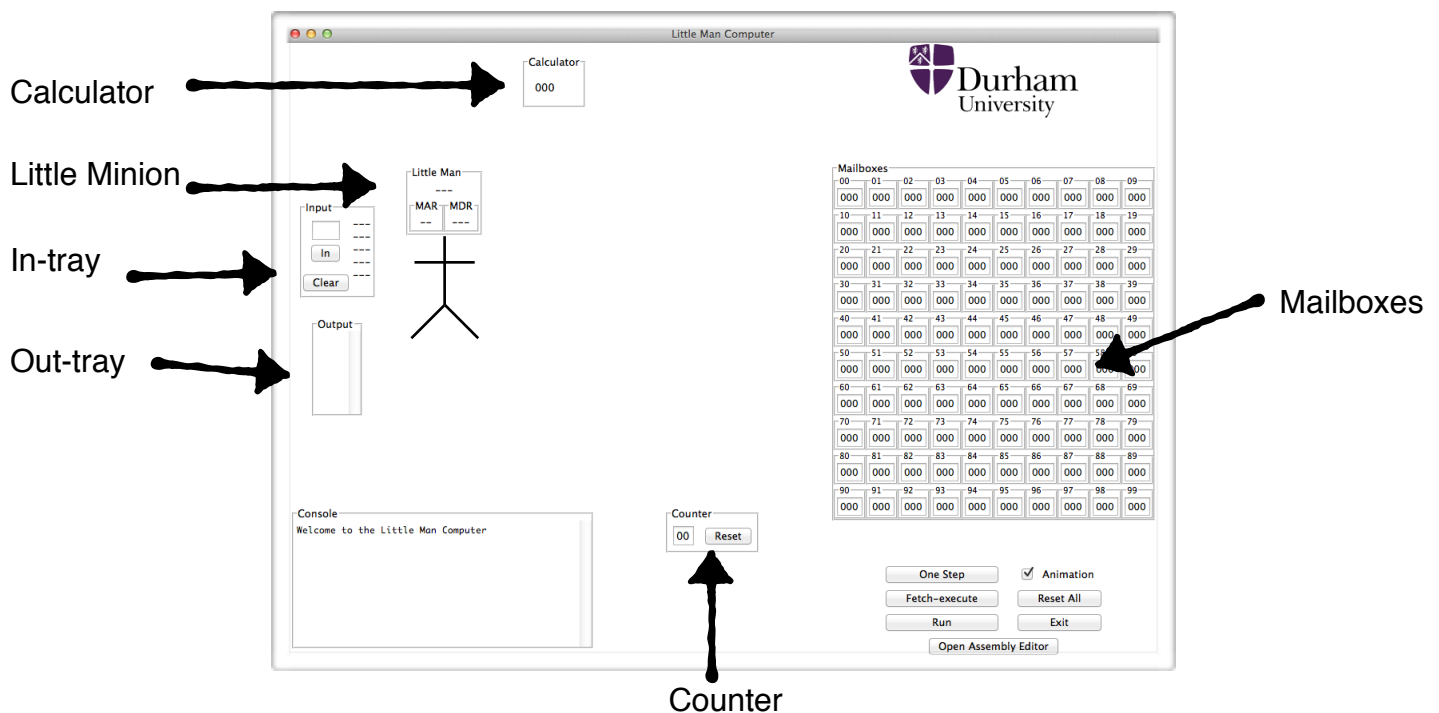 Little Man Computer
Calculator
Calculator
000
Durham
University
Little Minion
Little Man
---
MAR MDR
-- ---
In-tray
Input
---
---
In ---
---
Clear ---
Out-tray
Output
Mailboxes
Mailboxes
00 01 02 03 04 05 06 07 08 09
000 000 000 000 000 000 000 000 000 000
10 11 12 13 14 15 16 17 18 19
000 000 000 000 000 000 000 000 000 000
20 21 22 23 24 25 26 27 28 29
000 000 000 000 000 000 000 000 000 000
30 31 32 33 34 35 36 37 38 39
000 000 000 000 000 000 000 000 000 000
40 41 42 43 44 45 46 47 48 49
000 000 000 000 000 000 000 000 000 000
50 51 52 53 54 55 56 57 58
000 000 000 000 000 000 000 000 000 000
60 61 62 63 64 65 66 67 68 69
000 000 000 000 000 000 000 000 000 000
70 71 72 73 74 75 76 77 78 79
000 000 000 000 000 000 000 000 000 000
80 81 82 83 84 85 86 87 88 89
000 000 000 000 000 000 000 000 000 000
90 91 92 93 94 95 96 97 98 99
000 000 000 000 000 000 000 000 000 000
Console
Welcome to the Little Man Computer
Counter
00 Reset
One Step Animation
Fetch-execute Reset All
Run Exit
Open Assembly Editor
Counter